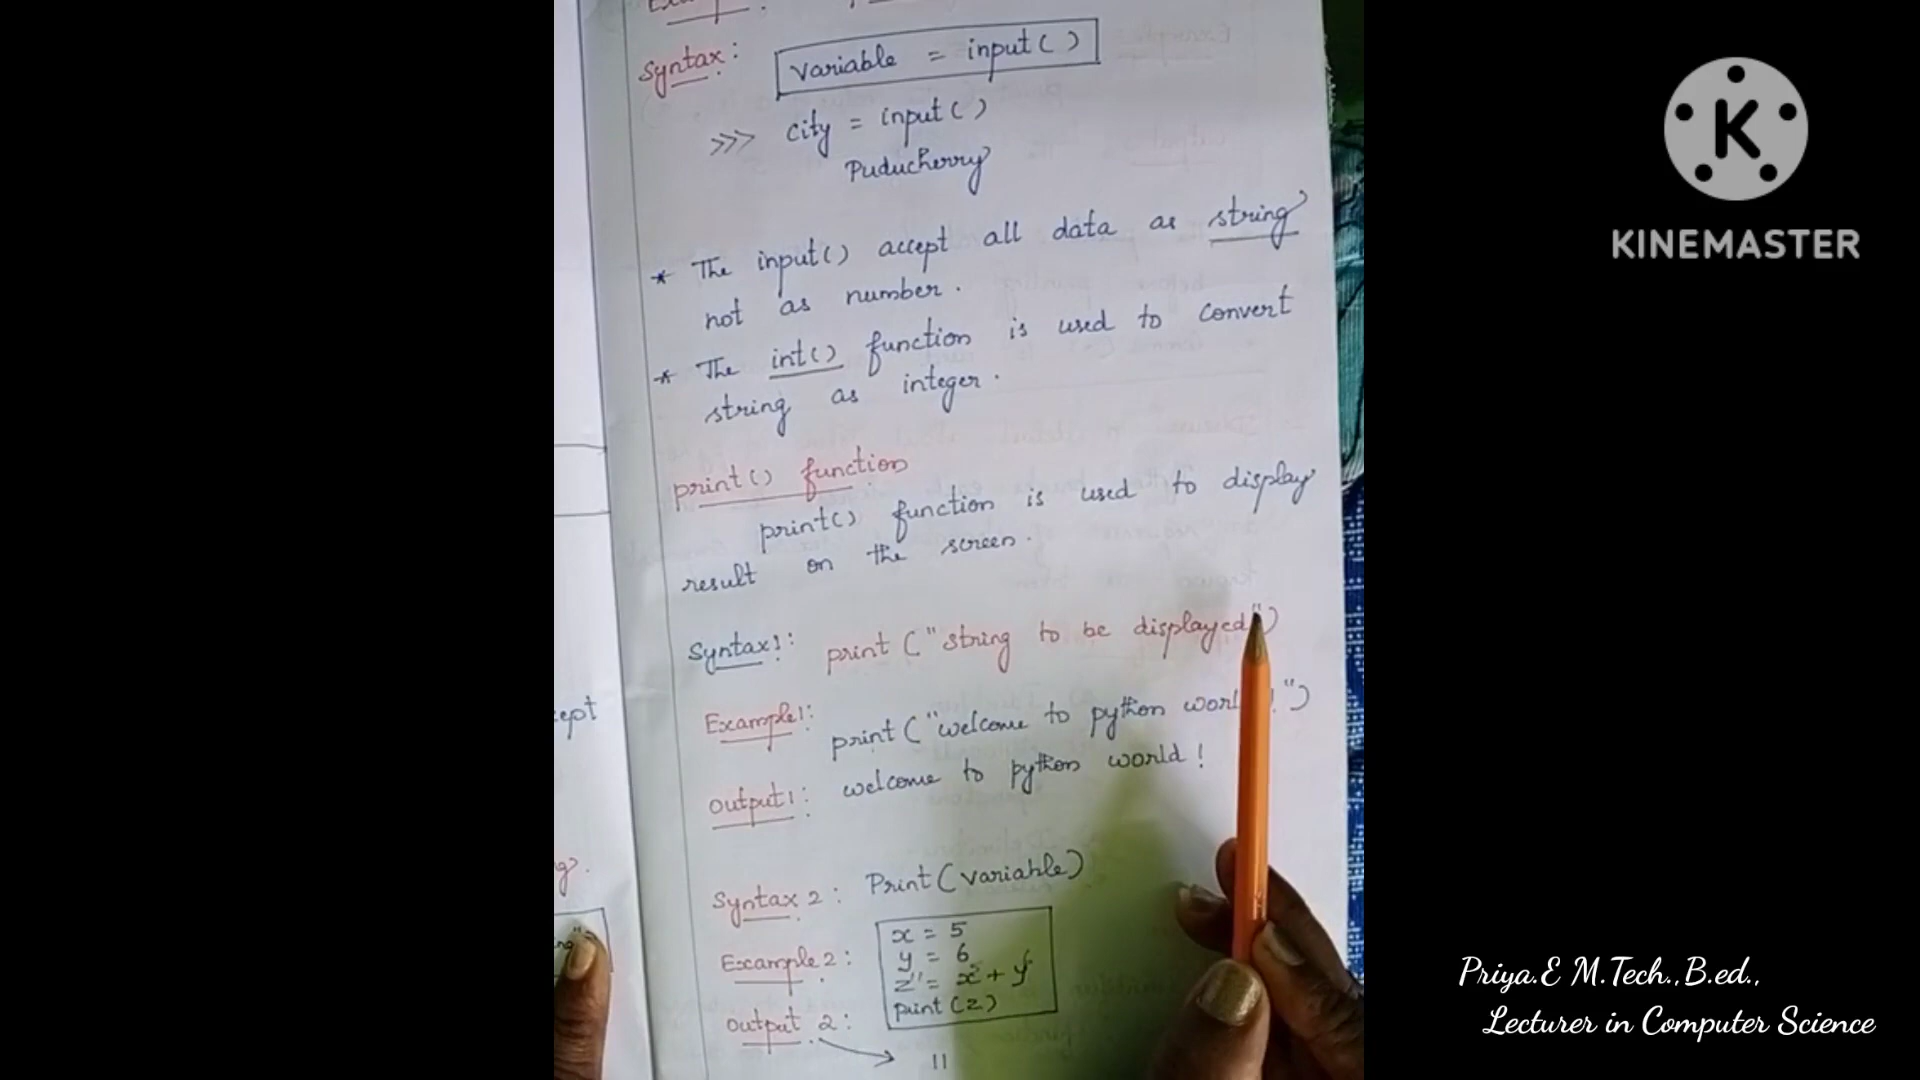 Syntax:
variable = input()
>>> city = input()
Puducherry
* The input() accept all data as string
not as number.
* The int() function is used to convert
string as integer.
print() function
print() function is used to display
result on the screen.
Syntax1: print ("string to be displayed")
Example1: print ("welcome to python world!")
Output1: welcome to python world!
Syntax 2: Print(variable)
Example 2:
x = 5
y = 6
z = x + y
print (z)
Output 2:
11
ept
g.
K
KINEMASTER
Priya.E M.Tech.,B.ed.,
Lecturer in Computer Science